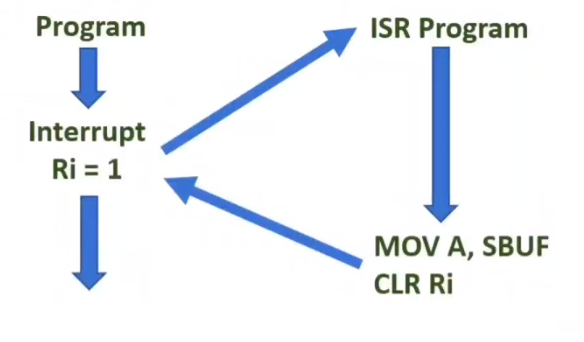 Program
ISR Program
Interrupt
Ri = 1
MOV A, SBUF
CLR Ri